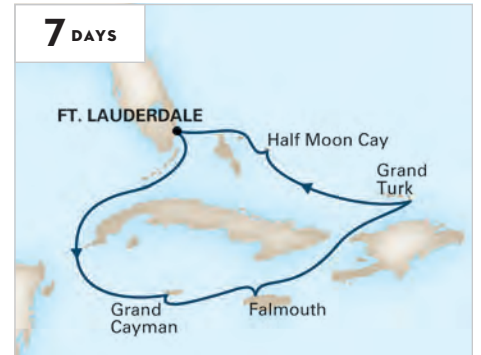 7 DAYS
FT. LAUDERDALE
Half Moon Cay
Grand
Turk
Grand
Cayman
Falmouth